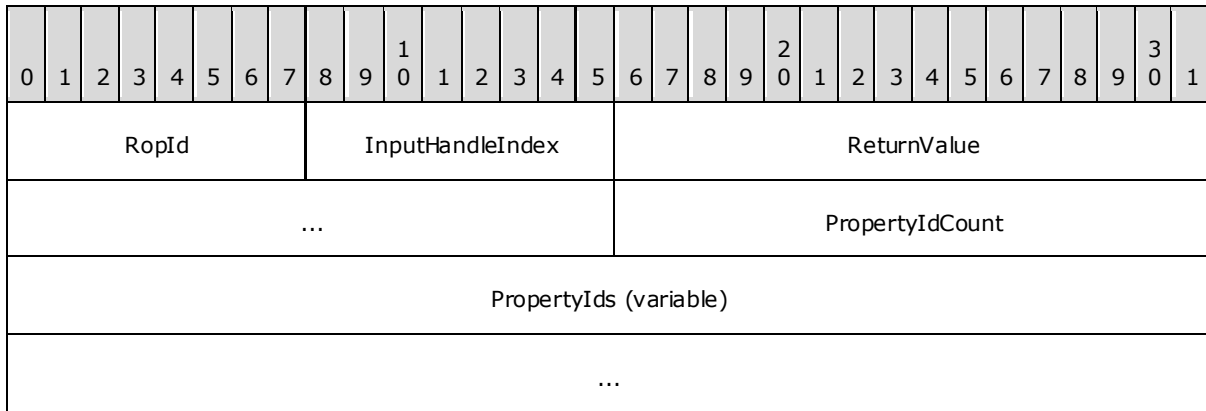 1 2 3
0 1 2 3 4 5 6 7 8 9 0 1 2 3 4 5 6 7 8 9 0 1 2 3 4 5 6 7 8 9 0 1
RopId InputHandleIndex ReturnValue
... PropertyIdCount
PropertyIds (variable)
...